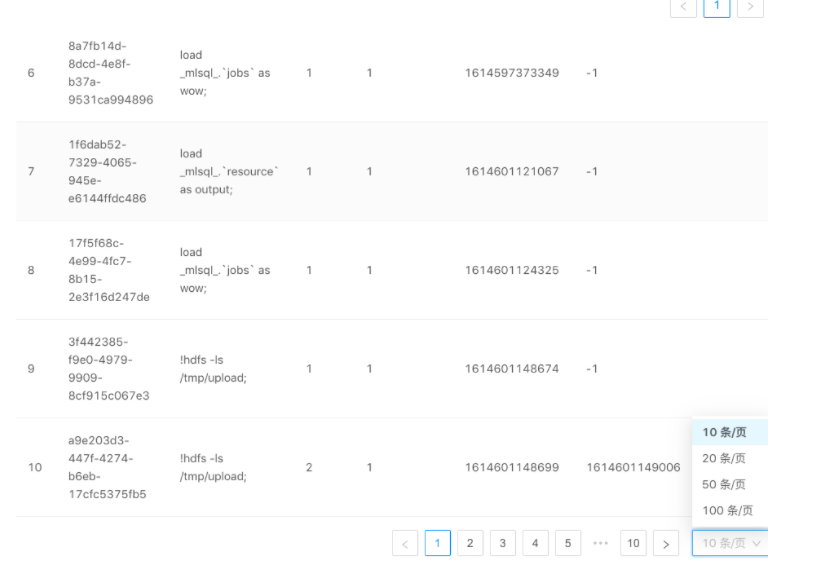 < 1 >
6 8a7fb14d-8dcd-4e8f-b37a-9531ca994896 load _mlsql_.`jobs` as wow; 1 1 1614597373349 -1
7 1f6dab52-7329-4065-945e-e6144ffdc486 load _mlsql_.`resource` as output; 1 1 1614601121067 -1
8 17f5f68c-4e99-4fc7-8b15-2e3f16d247de load _mlsql_.`jobs` as wow; 1 1 1614601124325 -1
9 3f442385-f9e0-4979-9909-8cf915c067e3 !hdfs -ls /tmp/upload; 1 1 1614601148674 -1
10 a9e203d3-447f-4274-b6eb-17cfc5375fb5 !hdfs -ls /tmp/upload; 2 1 1614601148699 1614601149006
10 条/页
20 条/页
50 条/页
100 条/页
< 1 2 3 4 5 ••• 10 > 10 条/页